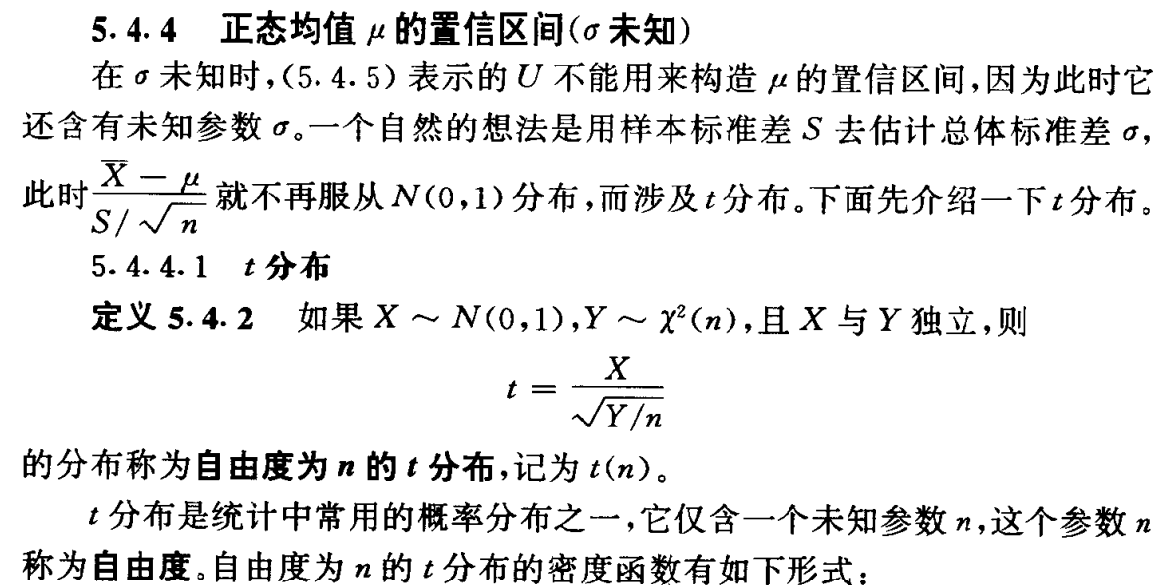 5.4.4 正态均值 μ 的置信区间(σ 未知)
在 σ 未知时,(5.4.5) 表示的 U 不能用来构造 μ 的置信区间,因为此时它
还含有未知参数 σ。一个自然的想法是用样本标准差 S 去估计总体标准差 σ,
此时 $\frac{\overline{X} - \mu}{S/\sqrt{n}}$ 就不再服从 N(0,1) 分布,而涉及 t 分布。下面先介绍一下 t 分布。
5.4.4.1 t 分布
定义 5.4.2 如果 X ~ N(0,1),Y ~ χ²(n),且 X 与 Y 独立,则
$t = \frac{X}{\sqrt{Y/n}}$
的分布称为自由度为 n 的 t 分布,记为 t(n)。
t 分布是统计中常用的概率分布之一,它仅含一个未知参数 n,这个参数 n
称为自由度。自由度为 n 的 t 分布的密度函数有如下形式: